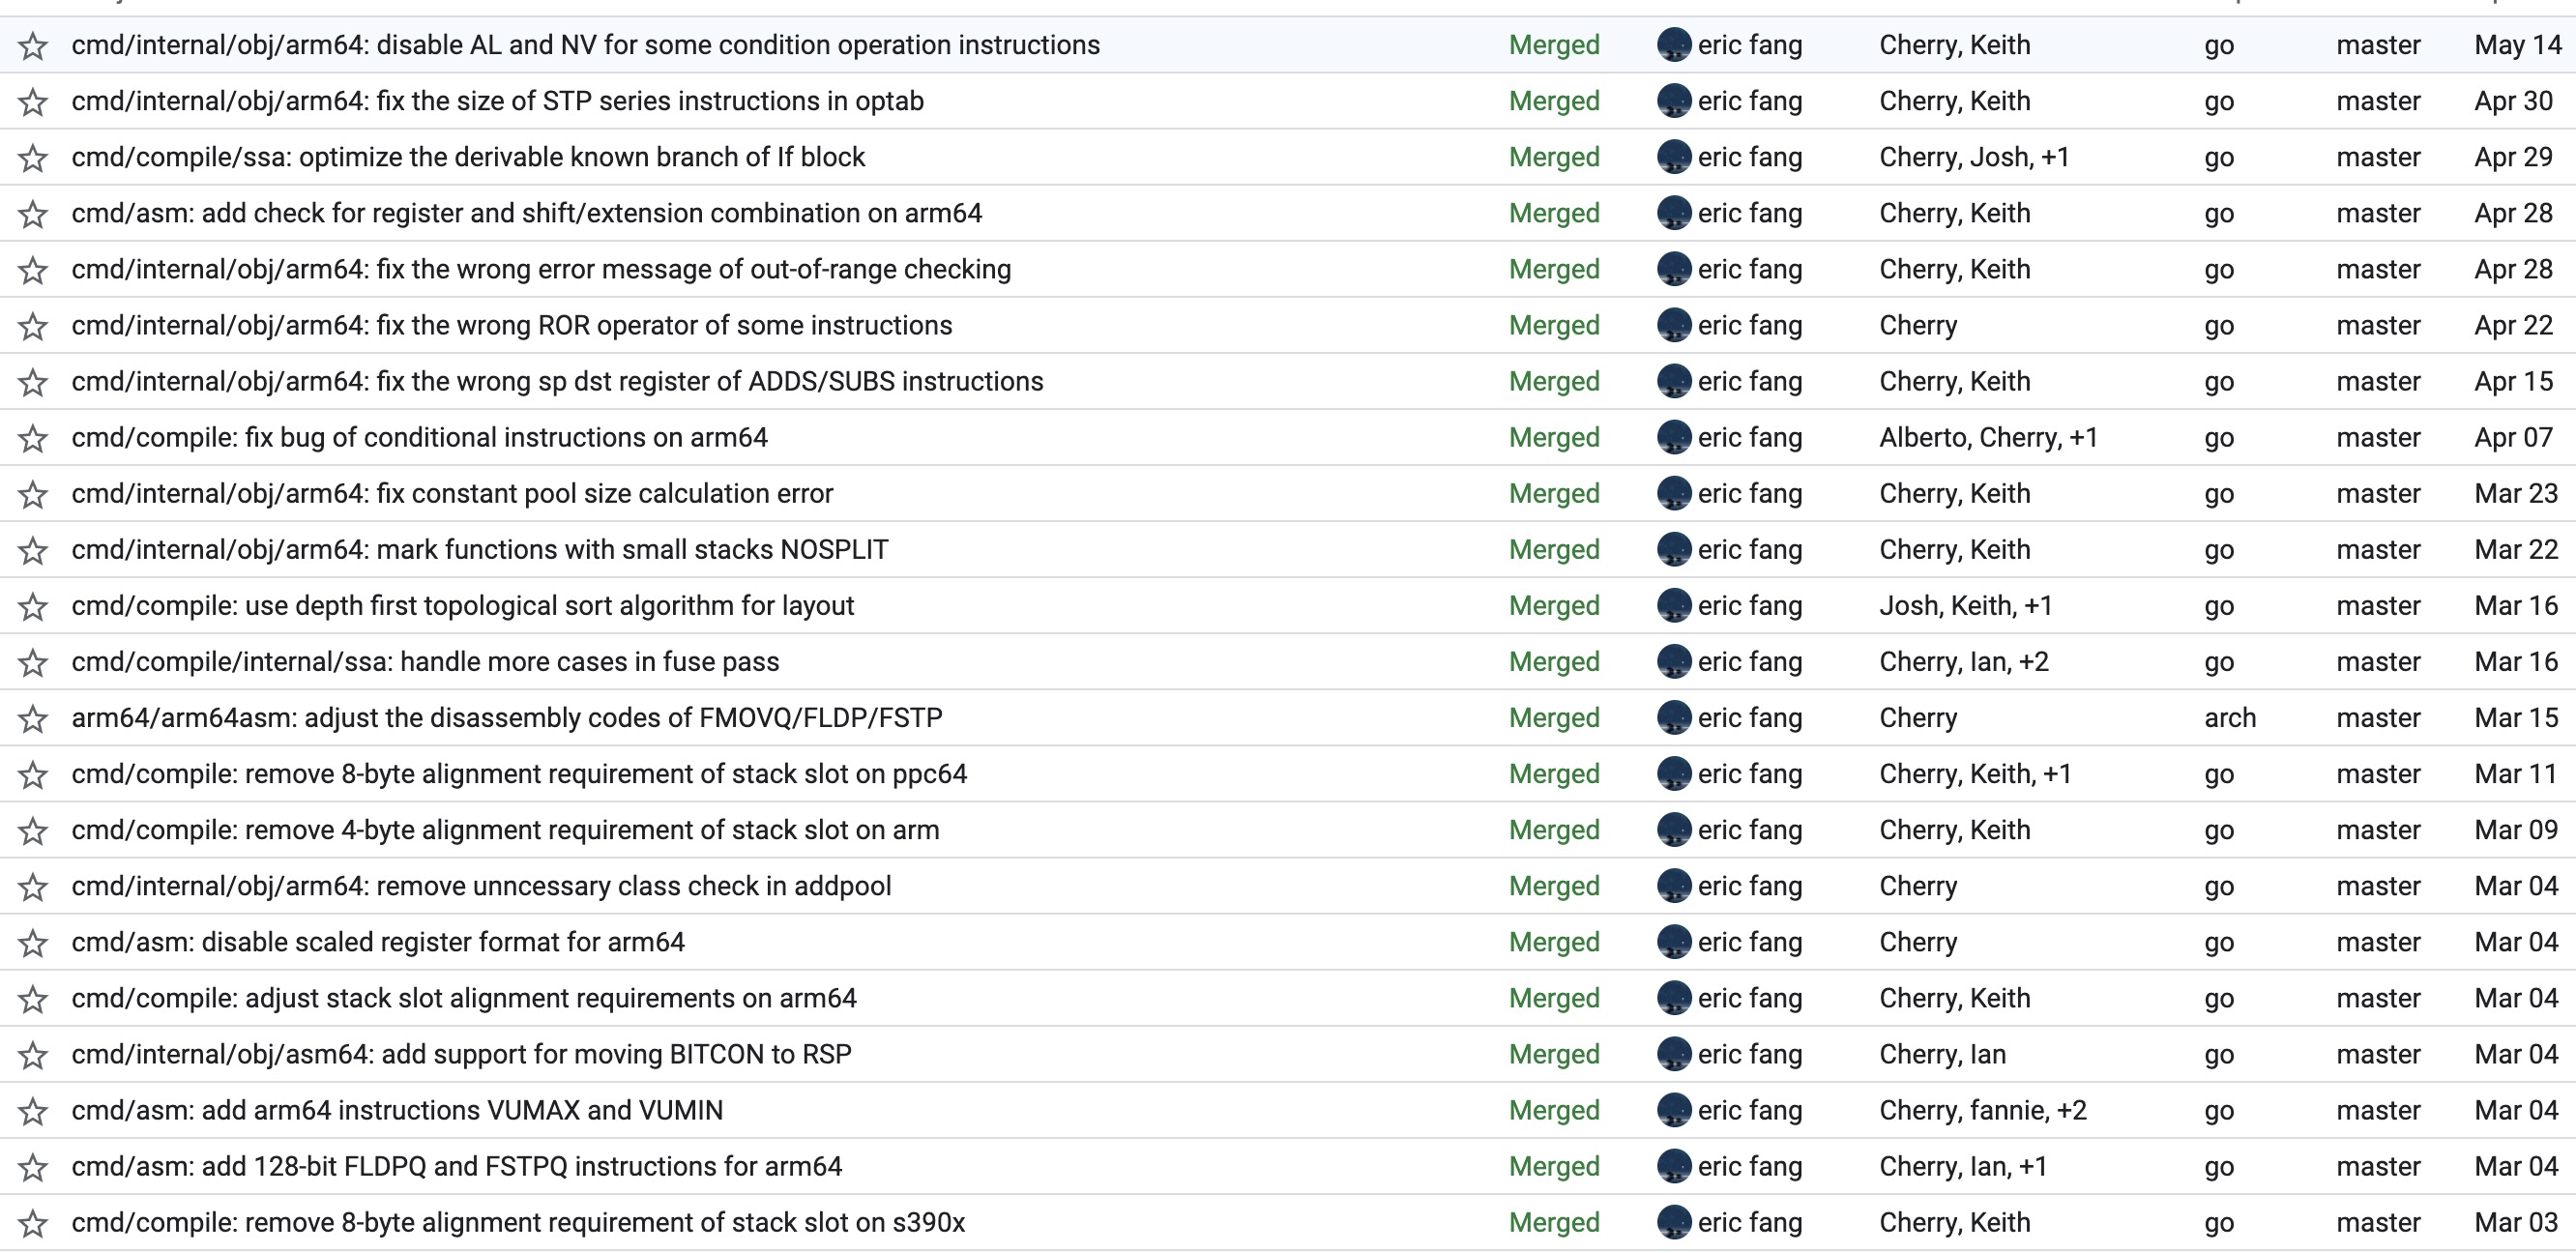 cmd/internal/obj/arm64: disable AL and NV for some condition operation instructions Merged eric fang Cherry, Keith go master May 14
cmd/internal/obj/arm64: fix the size of STP series instructions in optab Merged eric fang Cherry, Keith go master Apr 30
cmd/compile/ssa: optimize the derivable known branch of If block Merged eric fang Cherry, Josh, +1 go master Apr 29
cmd/asm: add check for register and shift/extension combination on arm64 Merged eric fang Cherry, Keith go master Apr 28
cmd/internal/obj/arm64: fix the wrong error message of out-of-range checking Merged eric fang Cherry, Keith go master Apr 28
cmd/internal/obj/arm64: fix the wrong ROR operator of some instructions Merged eric fang Cherry go master Apr 22
cmd/internal/obj/arm64: fix the wrong sp dst register of ADDS/SUBS instructions Merged eric fang Cherry, Keith go master Apr 15
cmd/compile: fix bug of conditional instructions on arm64 Merged eric fang Alberto, Cherry, +1 go master Apr 07
cmd/internal/obj/arm64: fix constant pool size calculation error Merged eric fang Cherry, Keith go master Mar 23
cmd/internal/obj/arm64: mark functions with small stacks NOSPLIT Merged eric fang Cherry, Keith go master Mar 22
cmd/compile: use depth first topological sort algorithm for layout Merged eric fang Josh, Keith, +1 go master Mar 16
cmd/compile/internal/ssa: handle more cases in fuse pass Merged eric fang Cherry, Ian, +2 go master Mar 16
arm64/arm64asm: adjust the disassembly codes of FMOVQ/FLDP/FSTP Merged eric fang Cherry arch master Mar 15
cmd/compile: remove 8-byte alignment requirement of stack slot on ppc64 Merged eric fang Cherry, Keith, +1 go master Mar 11
cmd/compile: remove 4-byte alignment requirement of stack slot on arm Merged eric fang Cherry, Keith go master Mar 09
cmd/internal/obj/arm64: remove unncessary class check in addpool Merged eric fang Cherry go master Mar 04
cmd/asm: disable scaled register format for arm64 Merged eric fang Cherry go master Mar 04
cmd/compile: adjust stack slot alignment requirements on arm64 Merged eric fang Cherry, Keith go master Mar 04
cmd/internal/obj/asm64: add support for moving BITCON to RSP Merged eric fang Cherry, Ian go master Mar 04
cmd/asm: add arm64 instructions VUMAX and VUMIN Merged eric fang Cherry, fannie, +2 go master Mar 04
cmd/asm: add 128-bit FLDPQ and FSTPQ instructions for arm64 Merged eric fang Cherry, Ian, +1 go master Mar 04
cmd/compile: remove 8-byte alignment requirement of stack slot on s390x Merged eric fang Cherry, Keith go master Mar 03